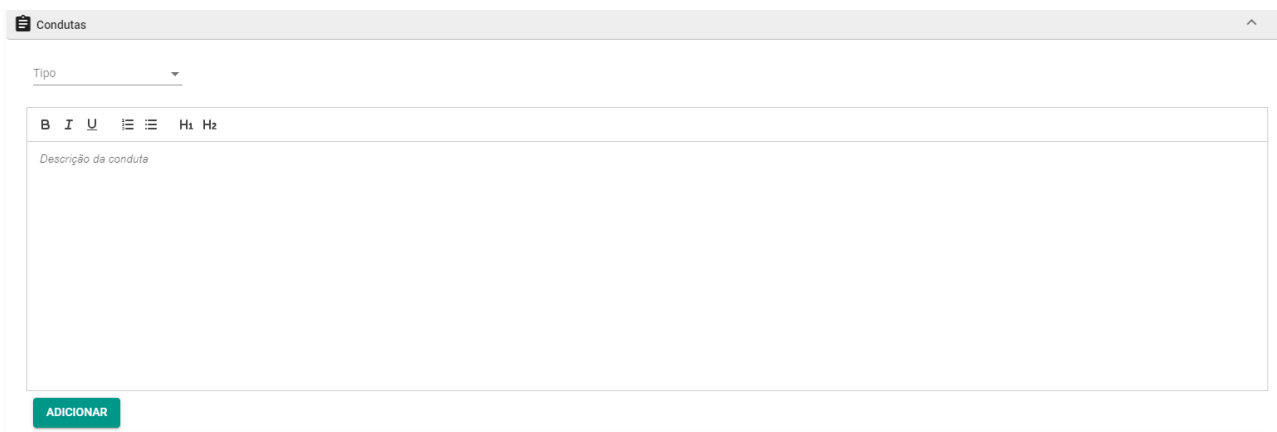 Condutas
Tipo
B I U H1 H2
Descrição da conduta
ADICIONAR